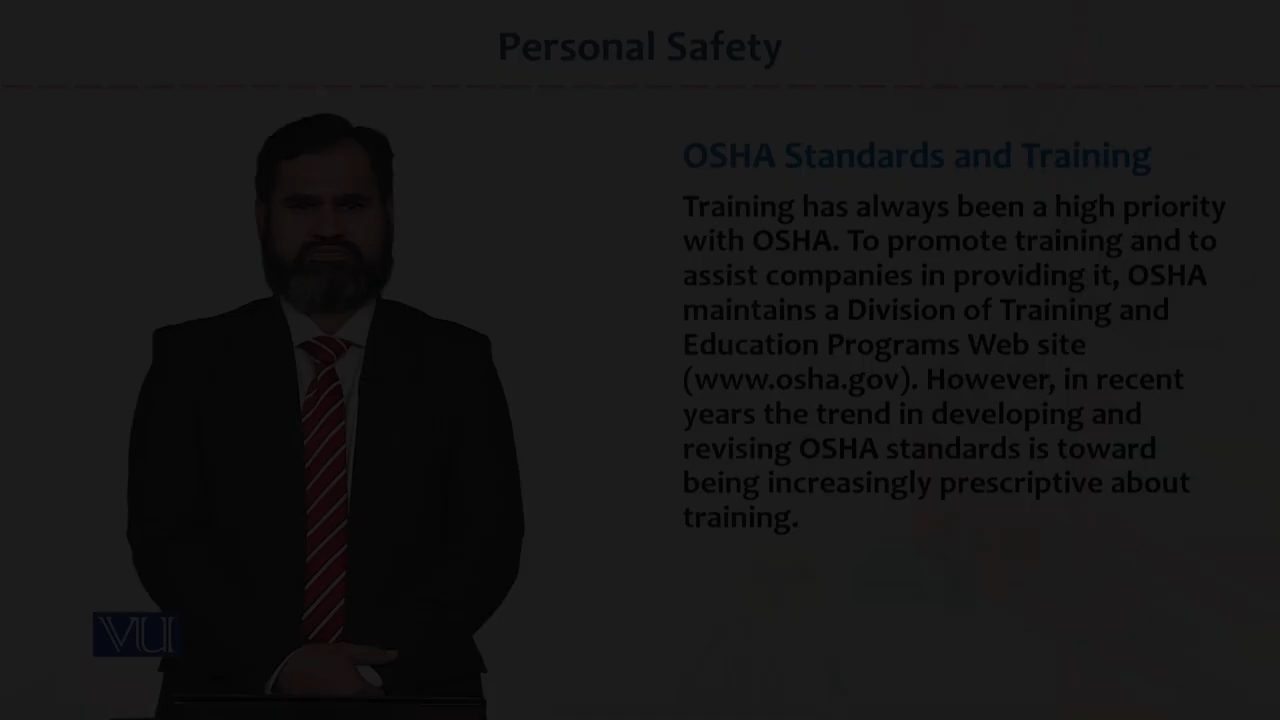 Personal Safety
OSHA Standards and Training
Training has always been a high priority
with OSHA. To promote training and to
assist companies in providing it, OSHA
maintains a Division of Training and
Education Programs Web site
(www.osha.gov). However, in recent
years the trend in developing and
revising OSHA standards is toward
being increasingly prescriptive about
training.
VU